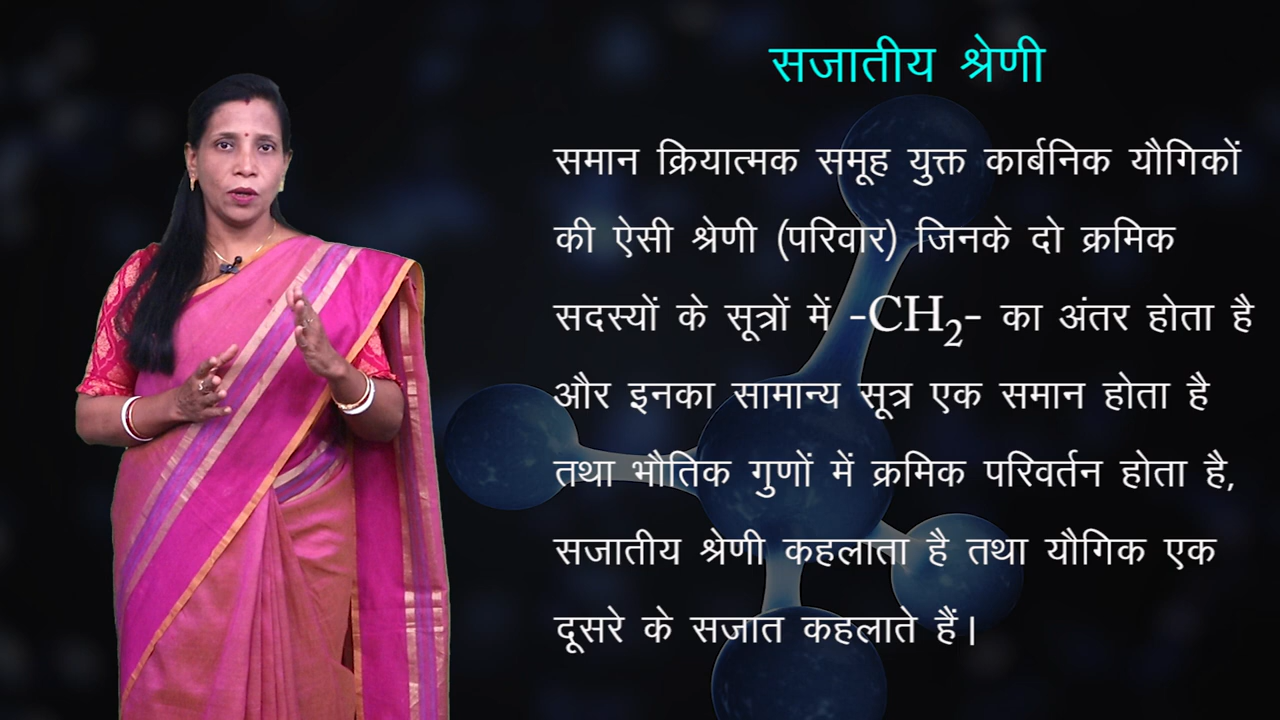 सजातीय श्रेणी
समान क्रियात्मक समूह युक्त कार्बनिक यौगिकों
की ऐसी श्रेणी (परिवार) जिनके दो क्रमिक
सदस्यों के सूत्रों में -CH₂- का अंतर होता है
और इनका सामान्य सूत्र एक समान होता है
तथा भौतिक गुणों में क्रमिक परिवर्तन होता है,
सजातीय श्रेणी कहलाता है तथा यौगिक एक
दूसरे के सजात कहलाते हैं।